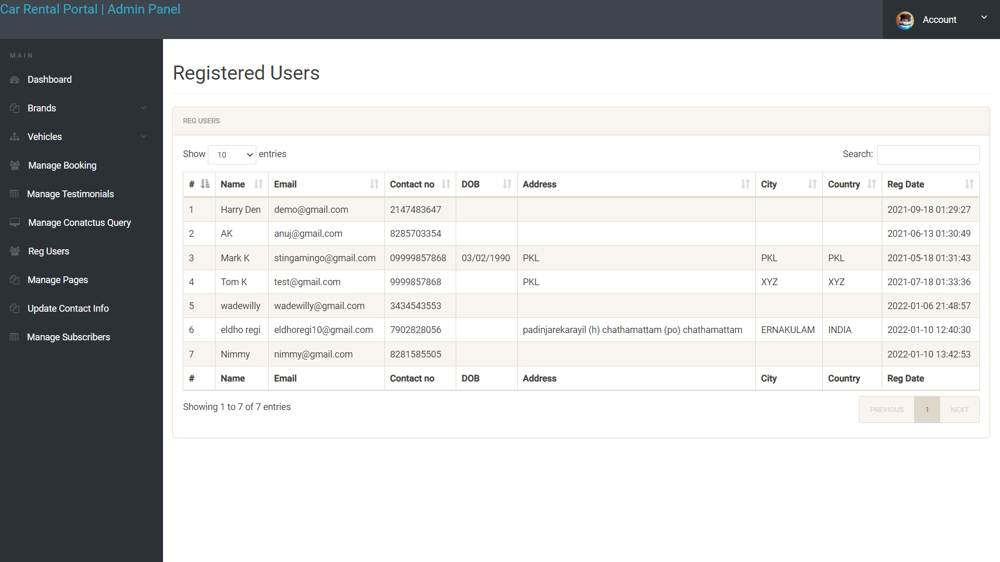 Car Rental Portal | Admin Panel
Account
MAIN
Dashboard
Brands
Vehicles
Manage Booking
Manage Testimonials
Manage Conatctus Query
Reg Users
Manage Pages
Update Contact Info
Manage Subscribers
Registered Users
REG USERS
Show 10 entries
Search:
# Name Email Contact no DOB Address City Country Reg Date
1 Harry Den demo@gmail.com 2147483647 2021-09-18 01:29:27
2 AK anuj@gmail.com 8285703354 2021-06-13 01:30:49
3 Mark K stingamingo@gmail.com 09999857868 03/02/1990 PKL PKL PKL 2021-05-18 01:31:43
4 Tom K test@gmail.com 9999857868 PKL XYZ XYZ 2021-07-18 01:33:36
5 wadewilly wadewilly@gmail.com 3434543553 2022-01-06 21:48:57
6 eldho regi eldhoregi10@gmail.com 7902828056 padinjarekarayil (h) chathamattam (po) chathamattam ERNAKULAM INDIA 2022-01-10 12:40:30
7 Nimmy nimmy@gmail.com 8281585505 2022-01-10 13:42:53
# Name Email Contact no DOB Address City Country Reg Date
Showing 1 to 7 of 7 entries
PREVIOUS 1 NEXT